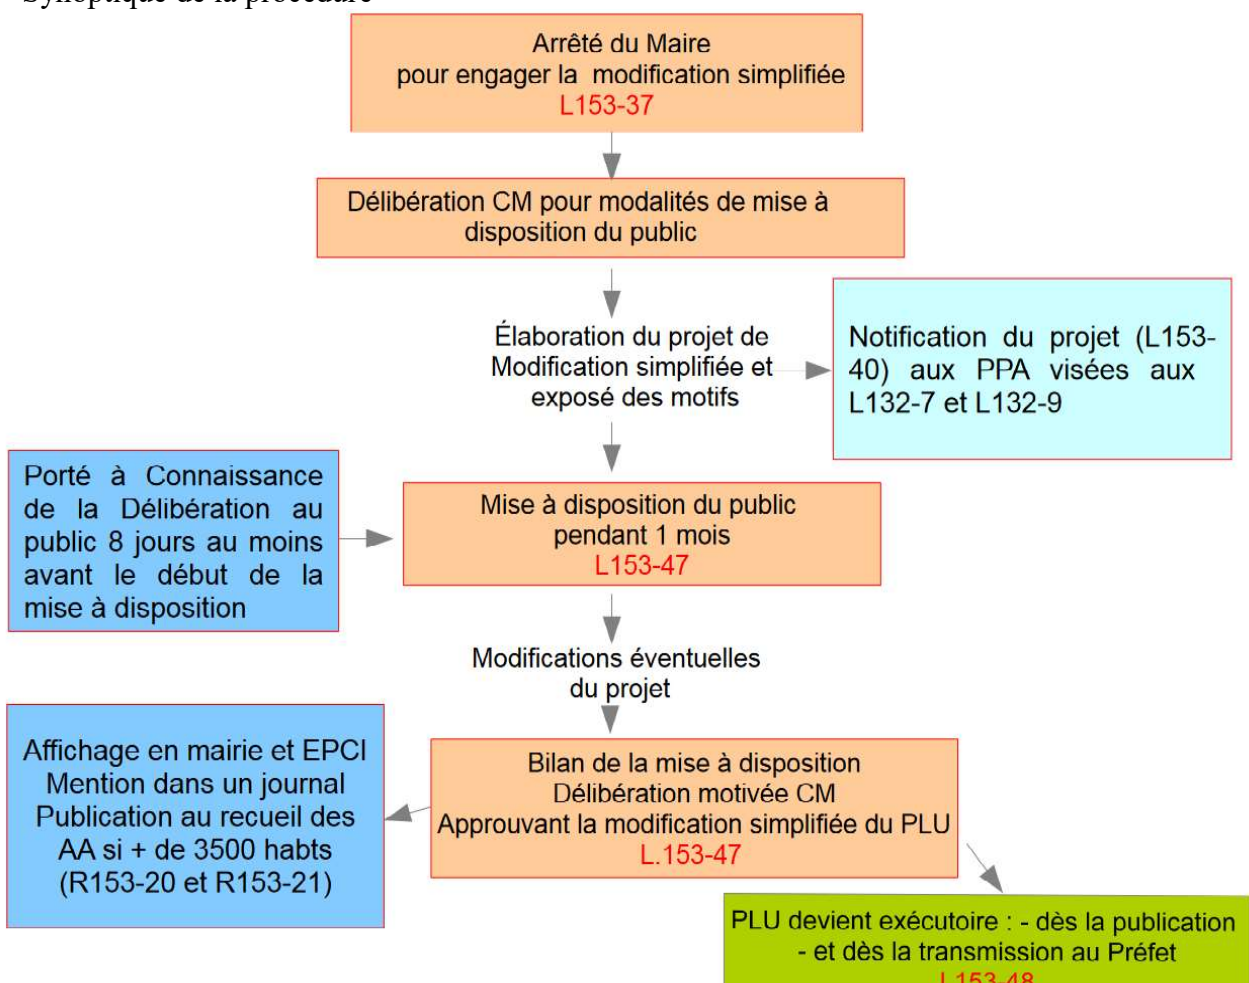 Synoptique de la procédure
Arrêté du Maire
pour engager la modification simplifiée
L153-37
Délibération CM pour modalités de mise à
disposition du public
Élaboration du projet de
Modification simplifiée et
exposé des motifs
Notification du projet (L153-
40) aux PPA visées aux
L132-7 et L132-9
Porté à Connaissance
de la Délibération au
public 8 jours au moins
avant le début de la
mise à disposition
Mise à disposition du public
pendant 1 mois
L153-47
Modifications éventuelles
du projet
Affichage en mairie et EPCI
Mention dans un journal
Publication au recueil des
AA si + de 3500 habts
(R153-20 et R153-21)
Bilan de la mise à disposition
Délibération motivée CM
Approuvant la modification simplifiée du PLU
L.153-47
PLU devient exécutoire : - dès la publication
- et dès la transmission au Préfet
L153-48